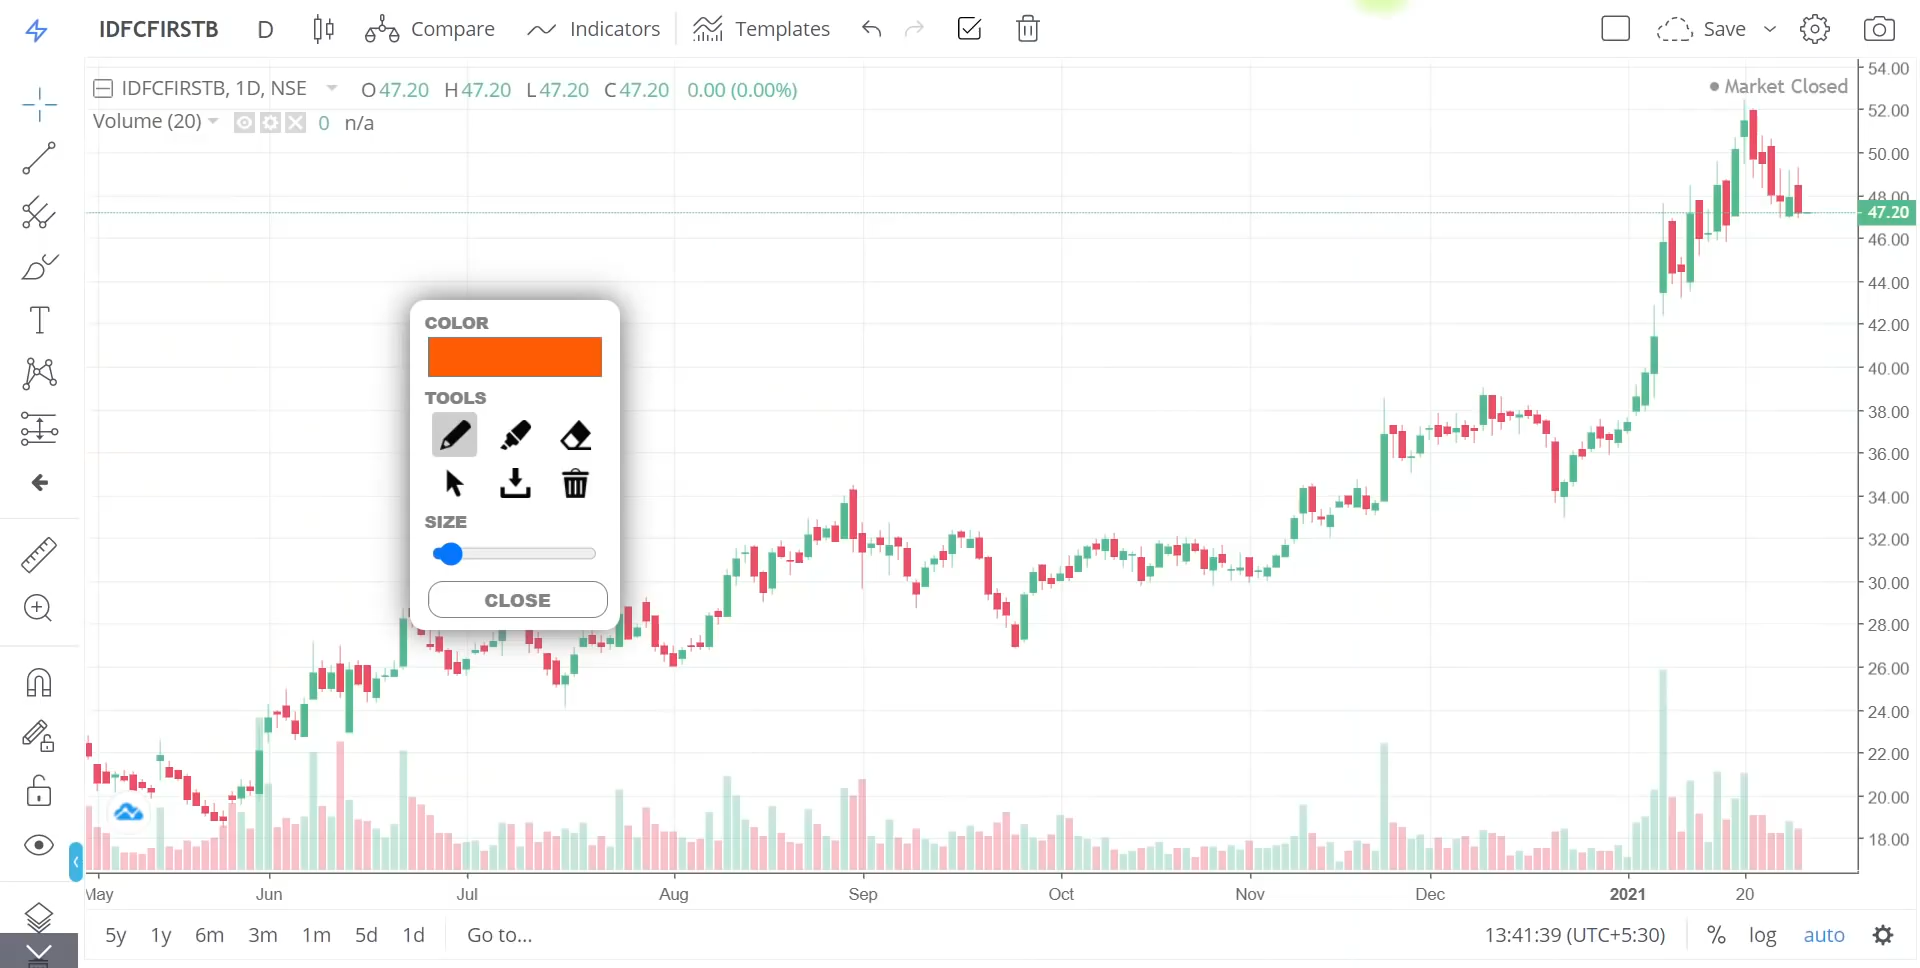 IDFCFIRSTB D Compare Indicators Templates Save
IDFCFIRSTB, 1D, NSE O47.20 H47.20 L47.20 C47.20 0.00 (0.00%)
Market Closed
Volume (20) 0 n/a
54.00
52.00
50.00
48.00
47.20
46.00
44.00
42.00
40.00
38.00
36.00
34.00
32.00
30.00
28.00
26.00
24.00
22.00
20.00
18.00
COLOR
TOOLS
SIZE
CLOSE
May Jun Jul Aug Sep Oct Nov Dec 2021 20
5y 1y 6m 3m 1m 5d 1d Go to... 13:41:39 (UTC+5:30) % log auto